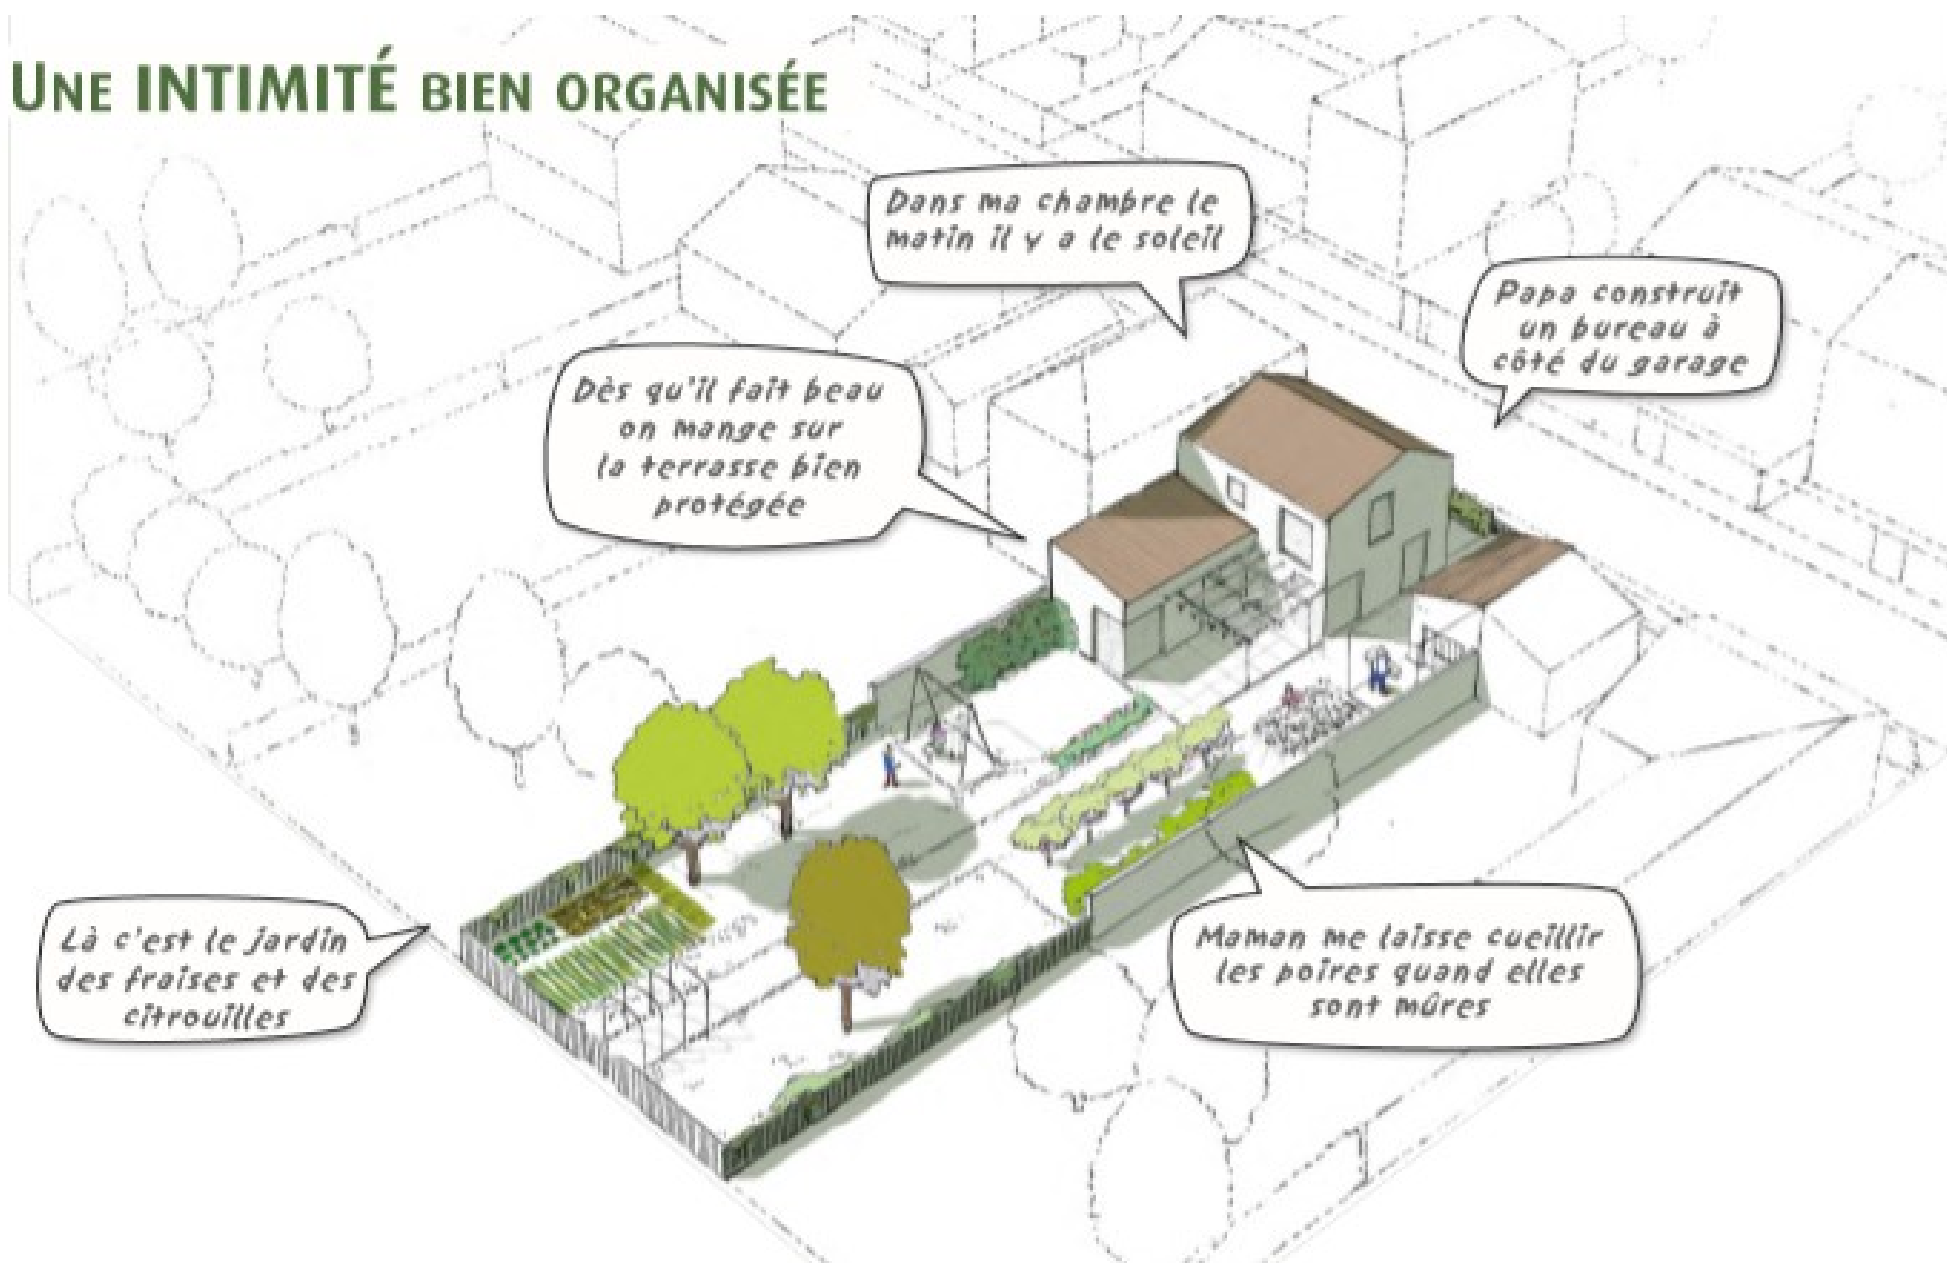 UNE INTIMITÉ BIEN ORGANISÉE
Dans ma chambre le
matin il y a le soleil
Papa construit
un bureau à
côté du garage
Dès qu'il fait beau
on mange sur
la terrasse bien
protégée
Là c'est le jardin
des fraises et des
citrouilles
Maman me laisse cueillir
les poires quand elles
sont mûres